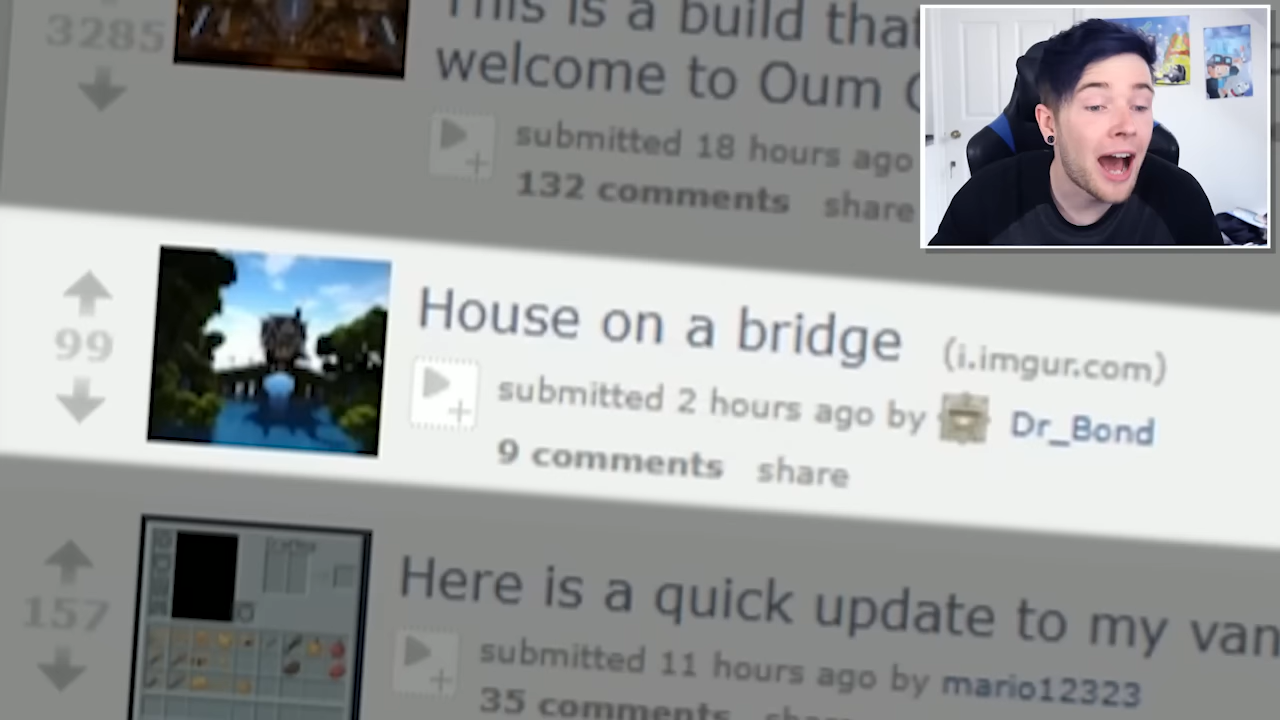 3285
This is a build that
welcome to Oum
submitted 18 hours ago
132 comments share
99
House on a bridge (i.imgur.com)
submitted 2 hours ago by Dr_Bond
9 comments share
157
Here is a quick update to my van
submitted 11 hours ago by mario12323
35 comments share